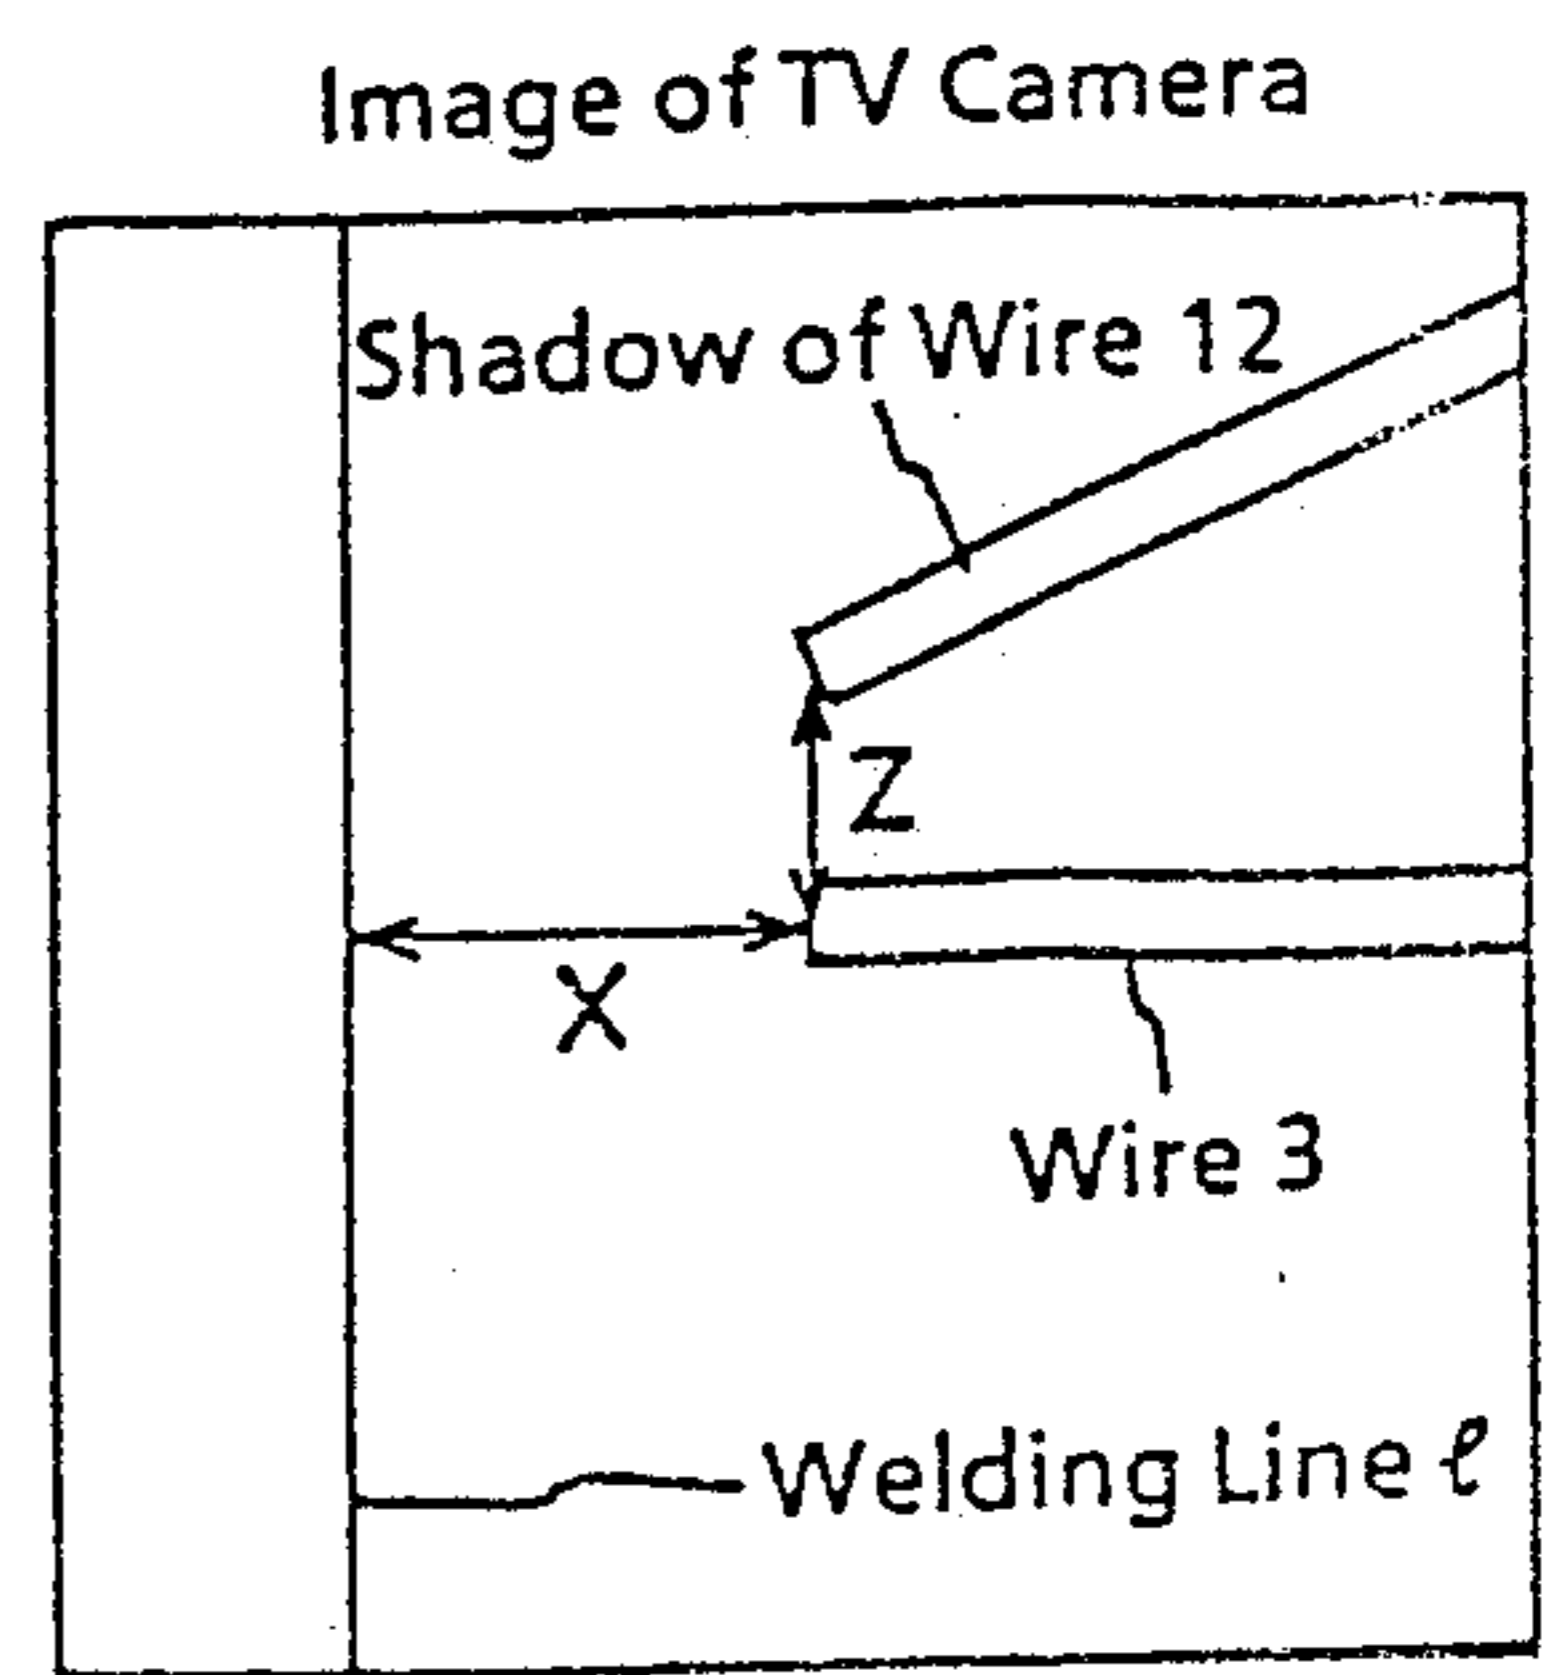 Image of TV Camera
Shadow of Wire 12
Z
X
Wire 3
Welding Line ℓ